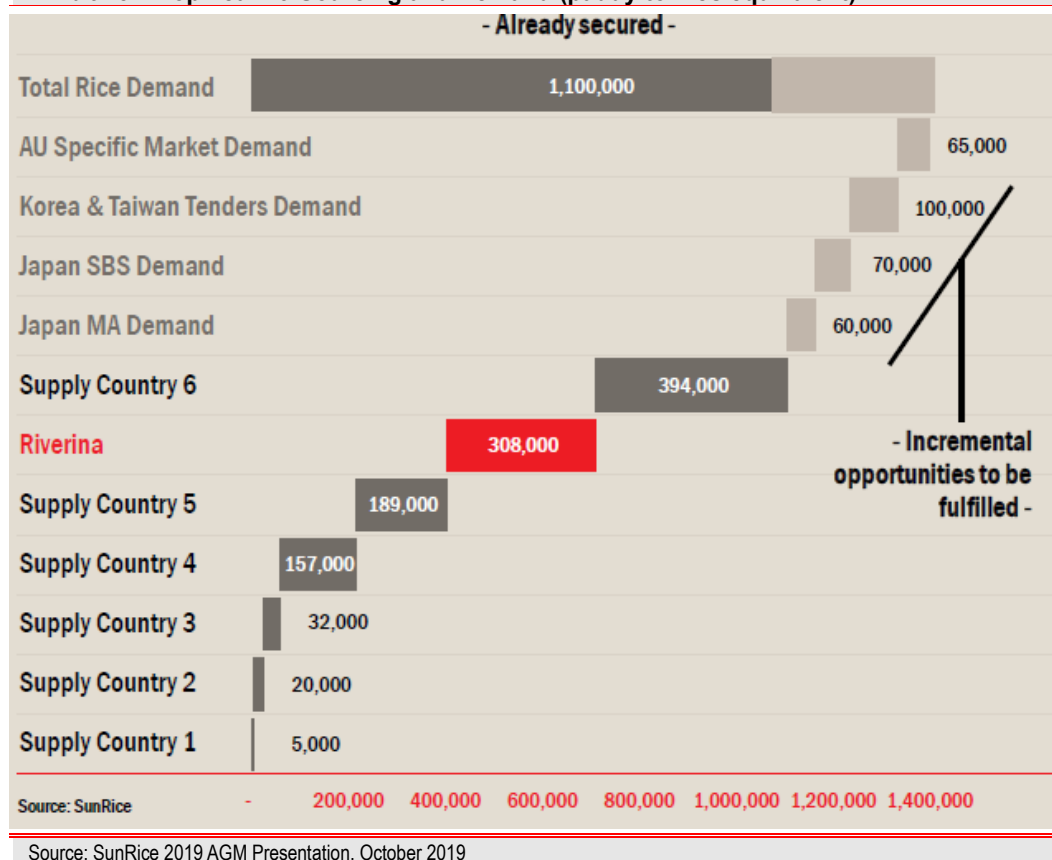 - Already secured -
Total Rice Demand 1,100,000
AU Specific Market Demand 65,000
Korea & Taiwan Tenders Demand 100,000
Japan SBS Demand 70,000
Japan MA Demand 60,000
Supply Country 6 394,000
Riverina 308,000
- Incremental
opportunities to be
fulfilled -
Supply Country 5 189,000
Supply Country 4 157,000
Supply Country 3 32,000
Supply Country 2 20,000
Supply Country 1 5,000
Source: SunRice - 200,000 400,000 600,000 800,000 1,000,000 1,200,000 1,400,000
Source: SunRice 2019 AGM Presentation, October 2019